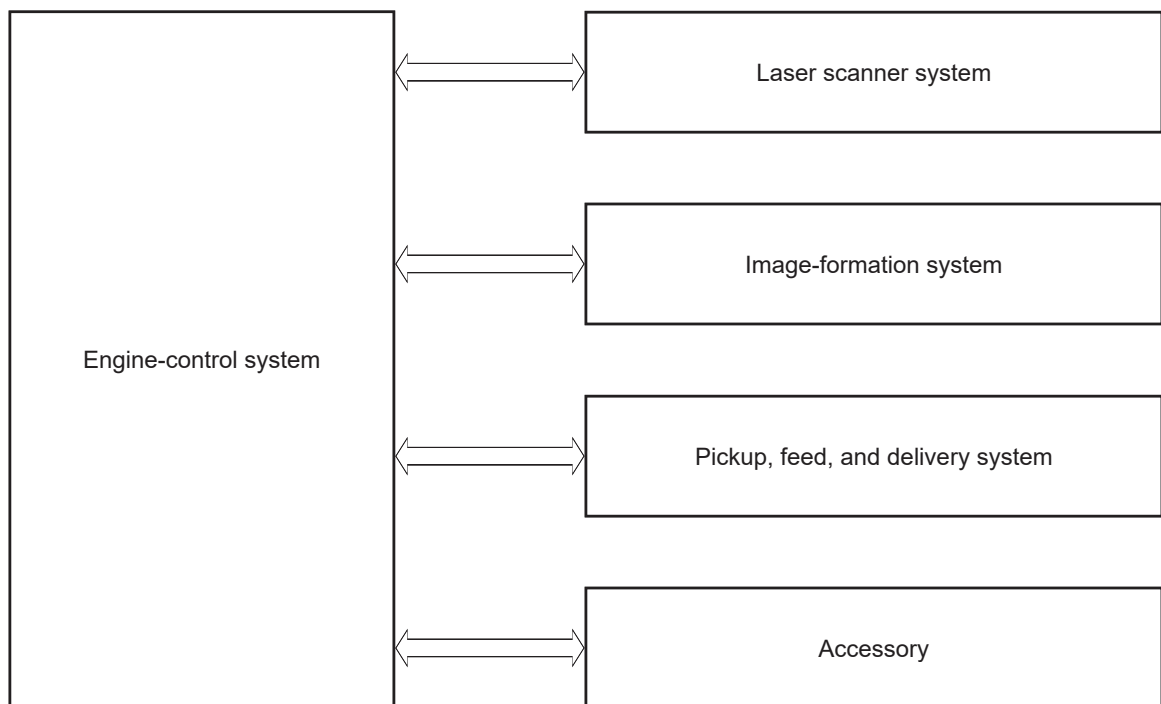 Laser scanner system
Image-formation system
Engine-control system
Pickup, feed, and delivery system
Accessory